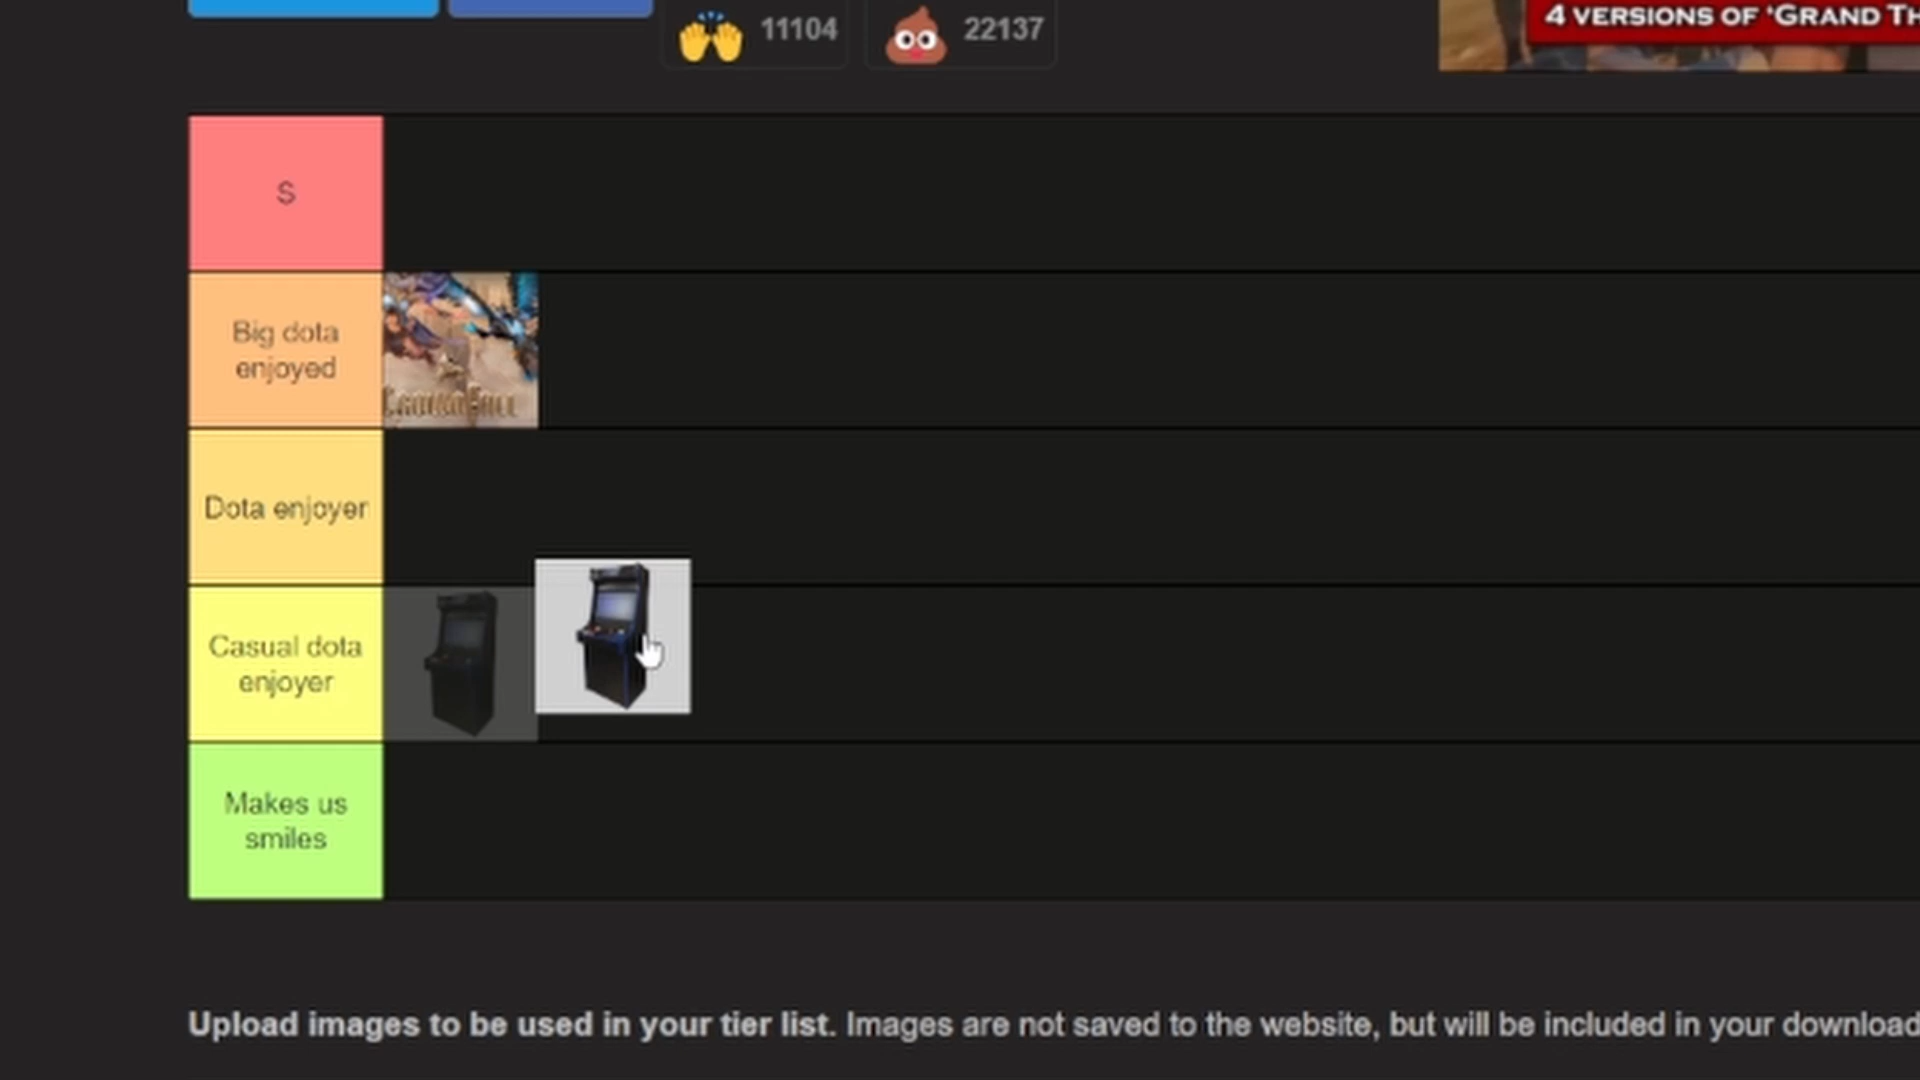 11104
22137
4 VERSIONS OF 'GRAND TH
S
Big dota
enjoyed
CROWNFALL
Dota enjoyer
Casual dota
enjoyer
Makes us
smiles
Upload images to be used in your tier list. Images are not saved to the website, but will be included in your download